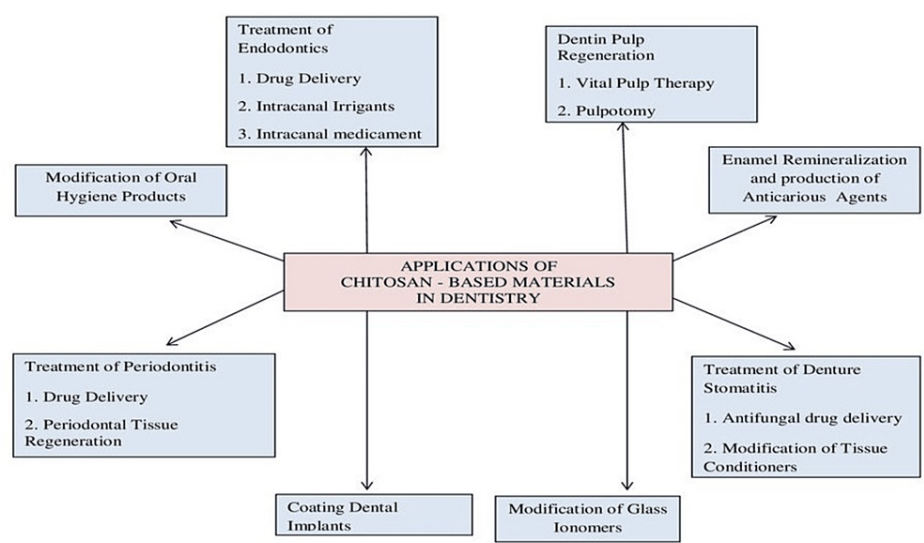 Treatment of
Endodontics
1. Drug Delivery
2. Intracanal Irrigants
3. Intracanal medicament
Dentin Pulp
Regeneration
1. Vital Pulp Therapy
2. Pulpotomy
Modification of Oral
Hygiene Products
Enamel Remineralization
and production of
Anticarious Agents
APPLICATIONS OF
CHITOSAN - BASED MATERIALS
IN DENTISTRY
Treatment of Periodontitis
1. Drug Delivery
2. Periodontal Tissue
Regeneration
Treatment of Denture
Stomatitis
1. Antifungal drug delivery
2. Modification of Tissue
Conditioners
Coating Dental
Implants
Modification of Glass
Ionomers